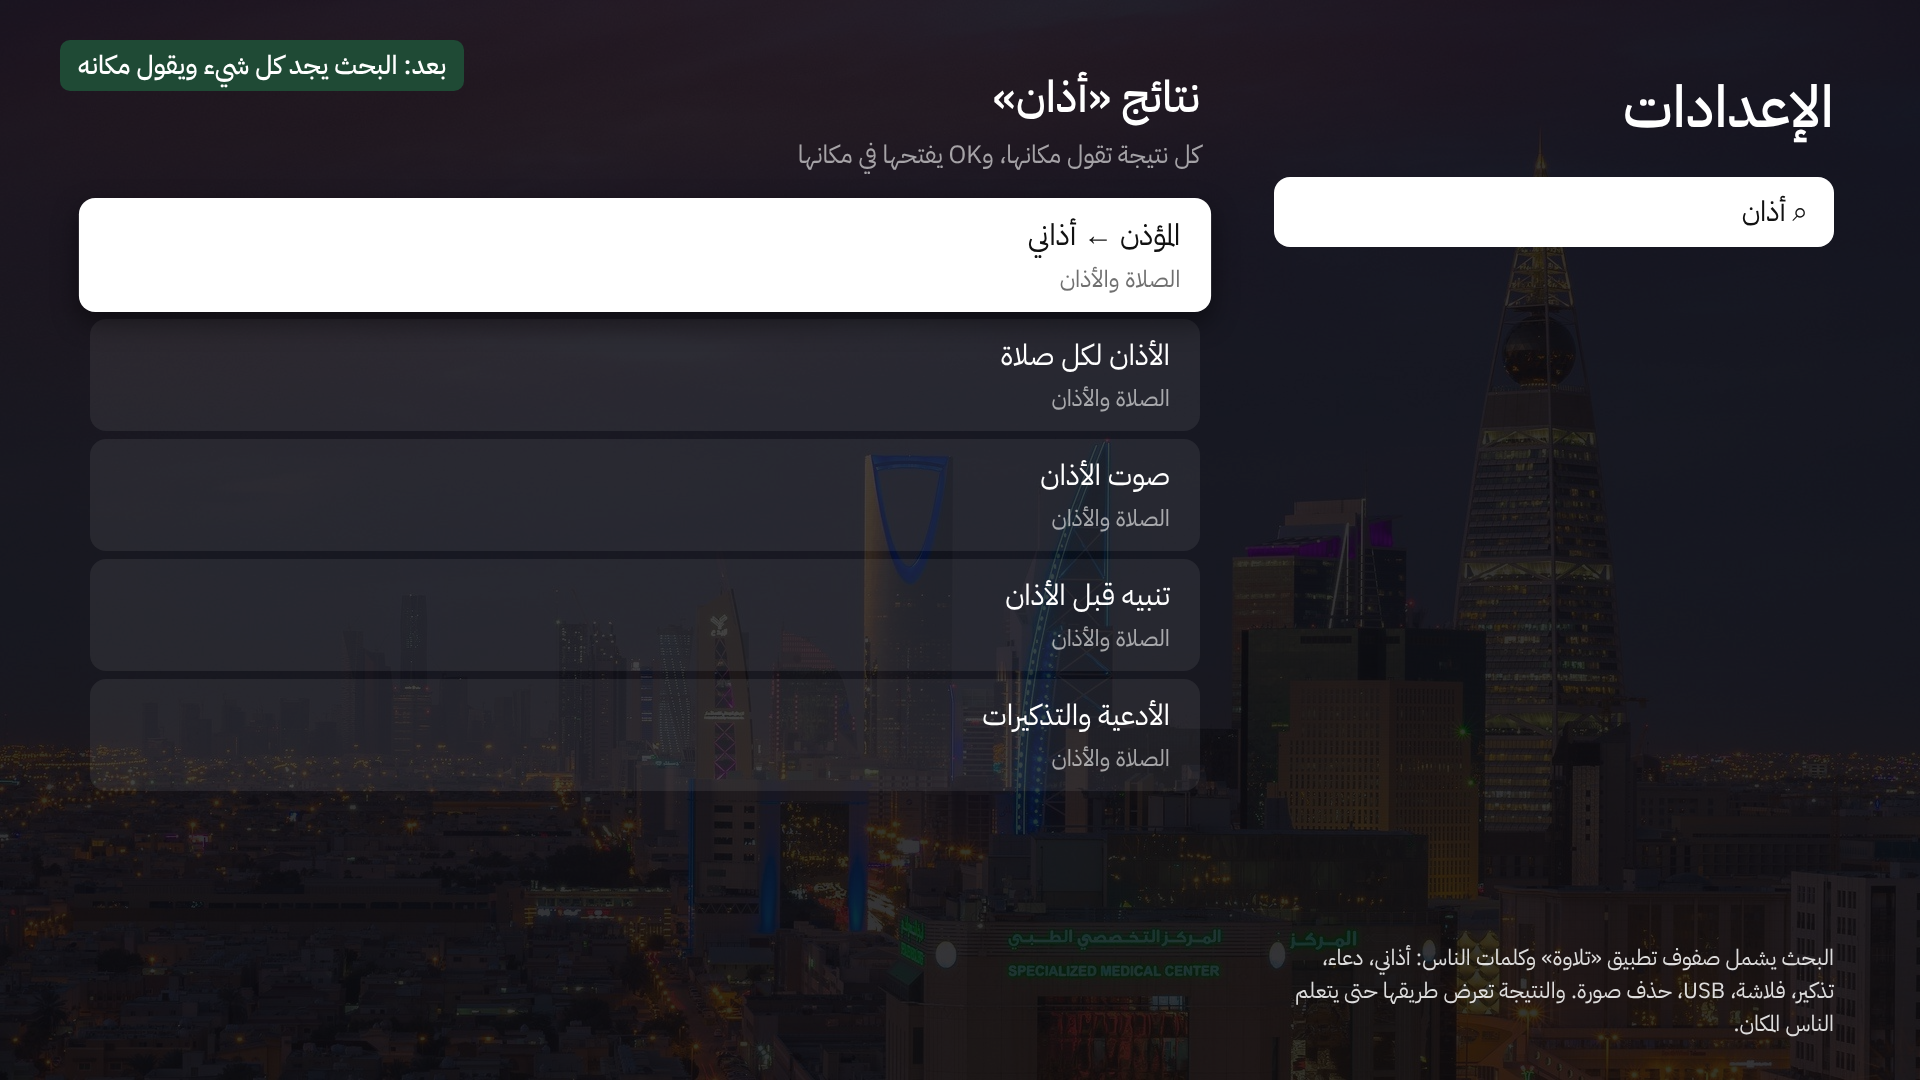 بعد: البحث يجد كل شيء ويقول مكانه
الإعدادات
⌕ أذان
نتائج «أذان»
كل نتيجة تقول مكانها، وOK يفتحها في مكانها
المؤذن ← أذاني
الصلاة والأذان
الأذان لكل صلاة
الصلاة والأذان
صوت الأذان
الصلاة والأذان
تنبيه قبل الأذان
الصلاة والأذان
الأدعية والتذكيرات
الصلاة والأذان
البحث يشمل صفوف تطبيق «تلاوة» وكلمات الناس: أذاني، دعاء،
تذكير، فلاشة، USB، حذف صورة. والنتيجة تعرض طريقها حتى يتعلم
الناس المكان.
المركز التخصصي الطبي
SPECIALIZED MEDICAL CENTER
المركز